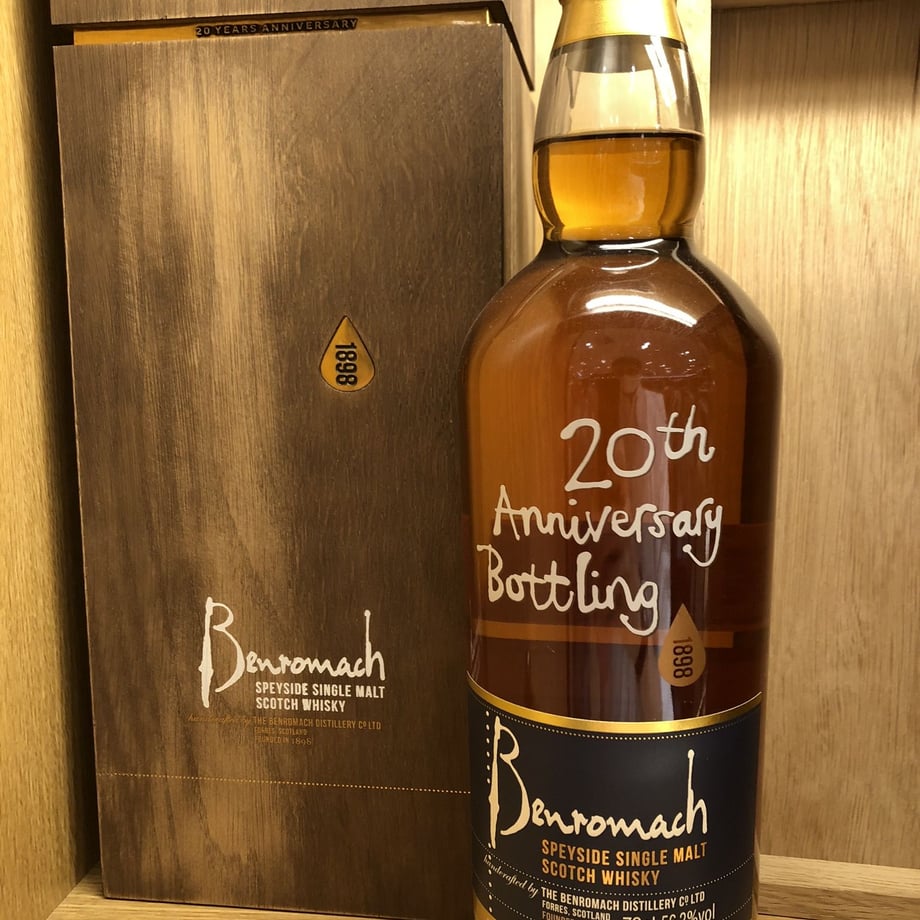 20 YEARS ANNIVERSARY
1898
Benromach
SPEYSIDE SINGLE MALT
SCOTCH WHISKY
handcrafted by THE BENROMACH DISTILLERY Cº LTD
FORRES, SCOTLAND
FOUNDED IN 1898
20th
Anniversary
Bottling
1898
Benromach
SPEYSIDE SINGLE MALT
SCOTCH WHISKY
handcrafted by THE BENROMACH DISTILLERY Cº LTD
FORRES, SCOTLAND